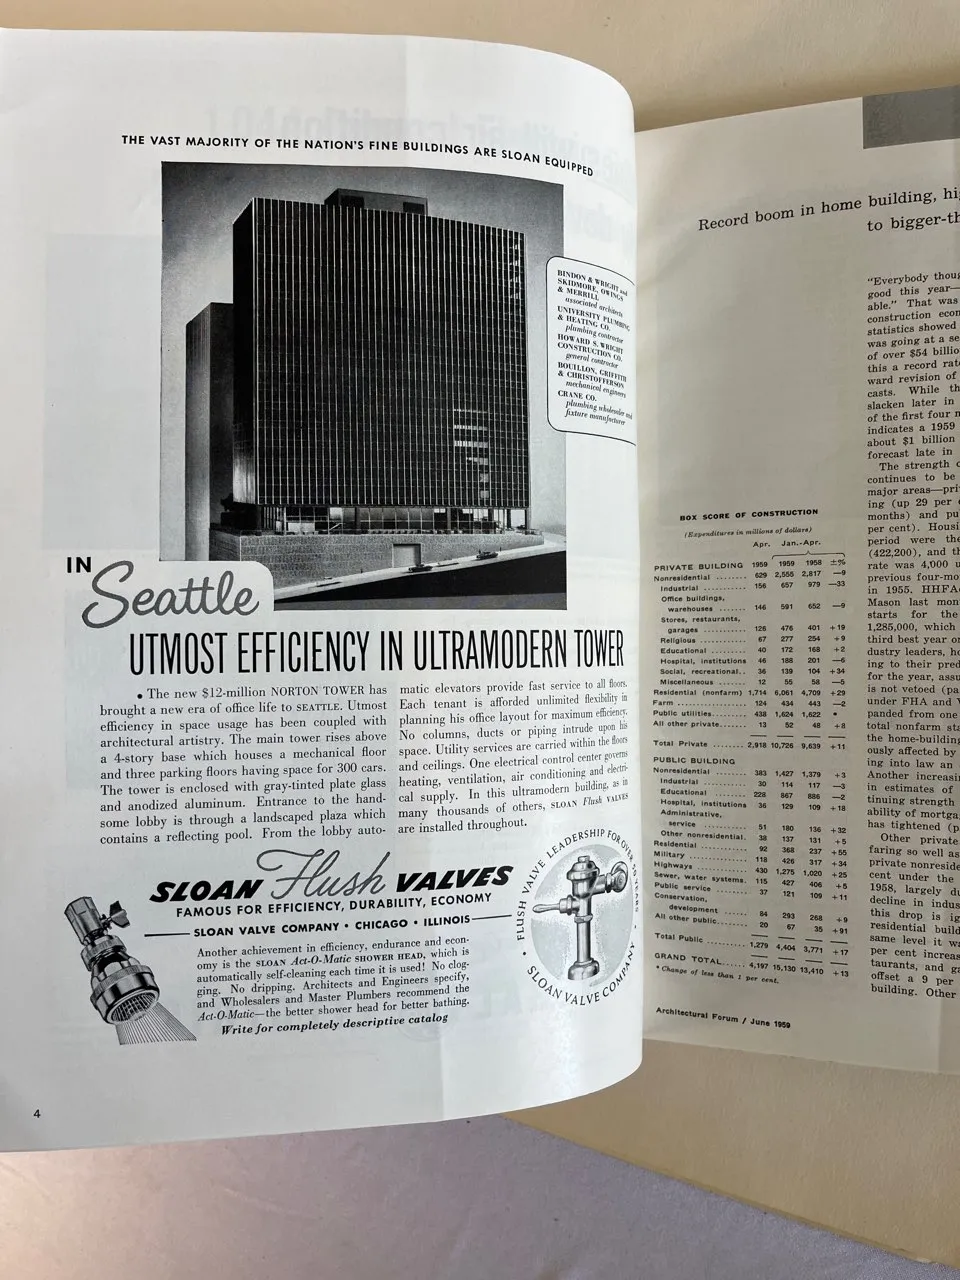 THE VAST MAJORITY OF THE NATION'S FINE BUILDINGS ARE SLOAN EQUIPPED
BINDON & WRIGHT and
SKIDMORE, OWINGS
& MERRILL
associated architects
UNIVERSITY PLUMBING
& HEATING CO.
plumbing contractor
HOWARD S. WRIGHT
CONSTRUCTION CO.
general contractor
BOUILLON, GRIFFITH
& CHRISTOFFERSON
mechanical engineers
CRANE CO.
plumbing wholesaler and
fixture manufacturer
IN
Seattle
UTMOST EFFICIENCY IN ULTRAMODERN TOWER
• The new $12-million NORTON TOWER has
brought a new era of office life to SEATTLE. Utmost
efficiency in space usage has been coupled with
architectural artistry. The main tower rises above
a 4-story base which houses a mechanical floor
and three parking floors having space for 300 cars.
The tower is enclosed with gray-tinted plate glass
and anodized aluminum. Entrance to the hand-
some lobby is through a landscaped plaza which
contains a reflecting pool. From the lobby auto-
matic elevators provide fast service to all floors.
Each tenant is afforded unlimited flexibility in
planning his office layout for maximum efficiency.
No columns, ducts or piping intrude upon his
space. Utility services are carried within the floors
and ceilings. One electrical control center governs
heating, ventilation, air conditioning and electri-
cal supply. In this ultramodern building, as in
many thousands of others, SLOAN Flush VALVES
are installed throughout.
SLOAN Flush VALVES
FAMOUS FOR EFFICIENCY, DURABILITY, ECONOMY
SLOAN VALVE COMPANY • CHICAGO • ILLINOIS
Another achievement in efficiency, endurance and econ-
omy is the SLOAN Act-O-Matic SHOWER HEAD, which is
automatically self-cleaning each time it is used! No clog-
ging. No dripping. Architects and Engineers specify,
and Wholesalers and Master Plumbers recommend the
Act-O-Matic—the better shower head for better bathing.
Write for completely descriptive catalog
• FLUSH VALVE LEADERSHIP FOR OVER 50 YEARS •
SLOAN VALVE COMPANY
4
Record boom in home building, hi
to bigger-th
BOX SCORE OF CONSTRUCTION
(Expenditures in millions of dollars)
Apr. Jan.-Apr.
PRIVATE BUILDING 1959 1959 1958 ±%
Nonresidential ........ 629 2,555 2,817 —9
Industrial ........ 156 657 979 —33
Office buildings,
warehouses ....... 146 591 652 —9
Stores, restaurants,
garages .......... 126 476 401 +19
Religious .......... 67 277 254 +9
Educational ........ 40 172 168 +2
Hospital, institutions 46 188 201 —6
Social, recreational.. 36 139 104 +34
Miscellaneous ...... 12 55 58 —5
Residential (nonfarm) 1,714 6,061 4,709 +29
Farm ................ 124 434 443 —2
Public utilities....... 438 1,624 1,622 *
All other private..... 13 52 48 +8
Total Private ....... 2,918 10,726 9,639 +11
PUBLIC BUILDING
Nonresidential ....... 383 1,427 1,379 +3
Industrial ......... 30 114 117 —3
Educational ........ 228 867 886 —2
Hospital, institutions 36 129 109 +18
Administrative,
service .......... 51 180 136 +32
Other nonresidential. 38 137 131 +5
Residential .......... 92 368 237 +55
Military ............. 118 426 317 +34
Highways ............ 430 1,275 1,020 +25
Sewer, water systems. 115 427 406 +5
Public service ....... 37 121 109 +11
Conservation,
development ...... 84 293 268 +9
All other public...... 20 67 35 +91
Total Public ........ 1,279 4,404 3,771 +17
GRAND TOTAL..... 4,197 15,130 13,410 +13
* Change of less than 1 per cent.
Architectural Forum / June 1959
"Everybody thoug
good this year—
able." That was
construction econ
statistics showed
was going at a se
of over $54 billio
this a record rat
ward revision of
casts. While th
slacken later in
of the first four m
indicates a 1959
about $1 billion
forecast late in
The strength o
continues to be
major areas—pri
ing (up 29 per c
months) and pu
per cent). Housi
period were the
(422,200), and th
rate was 4,000 u
previous four-mo
in 1955. HHFA
Mason last mon
starts for the
1,285,000, which
third best year o
dustry leaders, ho
ing to their pred
for the year, assu
is not vetoed (pa
under FHA and V
panded from one
total nonfarm sta
the home-building
ously affected by
ing into law an
Another increasin
in estimates of
tinuing strength
ability of mortga
has tightened (p
Other private
faring so well as
private nonreside
cent under the
1958, largely du
decline in indus
this drop is ig
residential build
same level it wa
per cent increas
taurants, and ga
offset a 9 per
building. Other